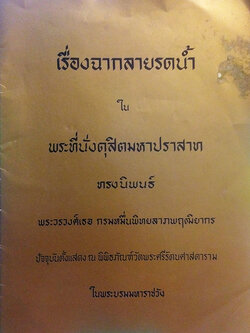 เรื่องฉากลายรดน้ำ
ใน
พระที่นั่งดุสิตมหาปราสาท
ทรงนิพนธ์
พระวรวงศ์เธอ กรมหมื่นพิทยลาภพฤฒิยากร
ปัจจุบันตั้งแสดง ณ พิพิธภัณฑ์วัดพระศรีรัตนศาสดาราม
ในพระบรมมหาราชวัง